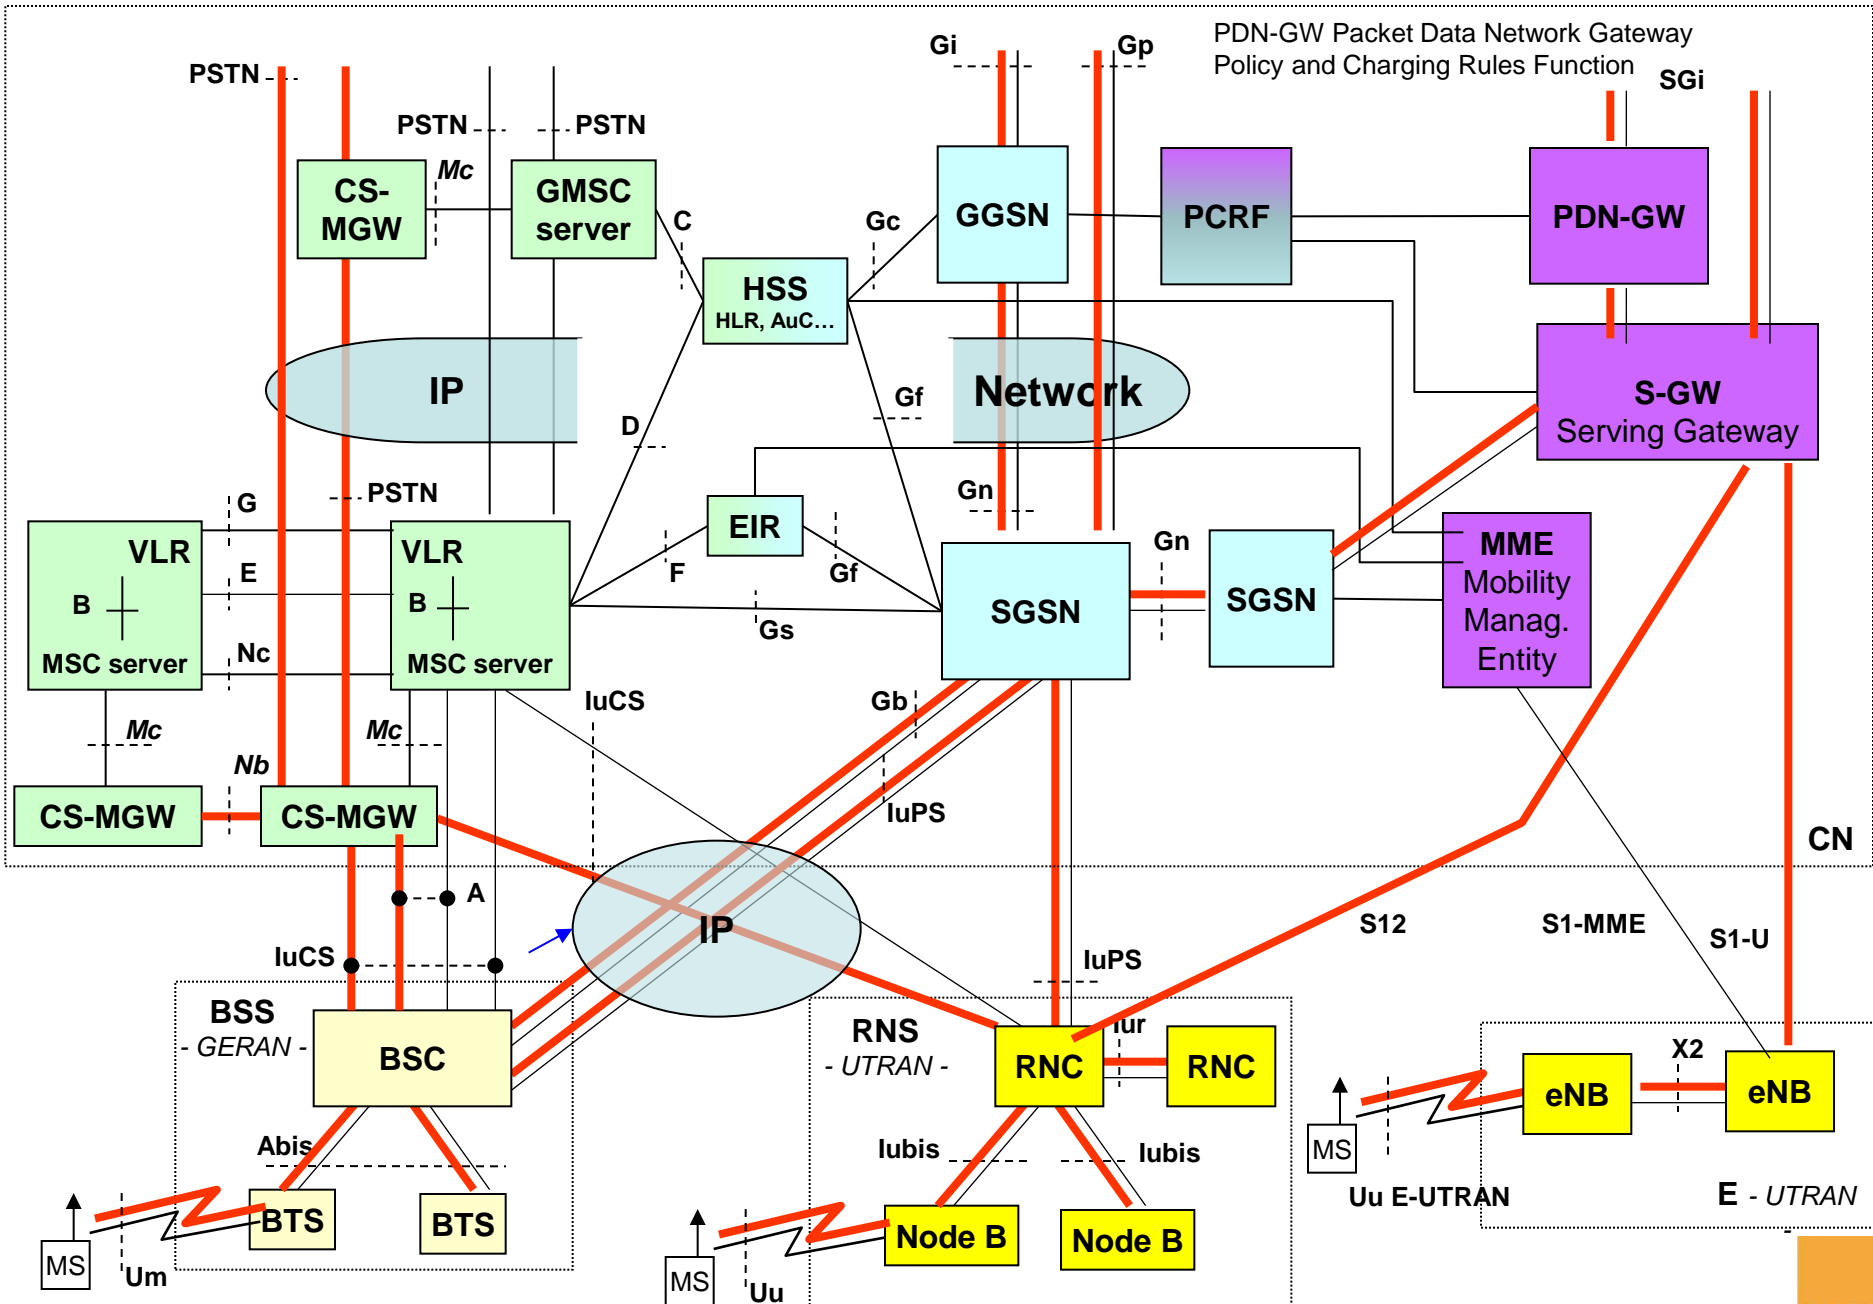 PDN-GW Packet Data Network Gateway
Policy and Charging Rules Function
Gi
Gp
SGi
PSTN
PSTN
PSTN
Mc
CS-
MGW
GMSC
server
C
Gc
GGSN
PCRF
PDN-GW
HSS
HLR, AuC...
IP
Network
Gf
D
S-GW
Serving Gateway
PSTN
G
Gn
VLR
VLR
EIR
Gn
MME
Mobility
Manag.
Entity
E
F
Gf
B
B
SGSN
SGSN
Gs
Nc
MSC server
MSC server
IuCS
Gb
Mc
Mc
Nb
IuPS
CS-MGW
CS-MGW
CN
A
IP
S12
S1-MME
S1-U
IuCS
IuPS
BSS
- GERAN -
BSC
RNS
- UTRAN -
Iur
RNC
RNC
X2
eNB
eNB
Abis
Iubis
Iubis
MS
Uu E-UTRAN
E - UTRAN
-
BTS
BTS
Node B
Node B
MS
Um
MS
Uu